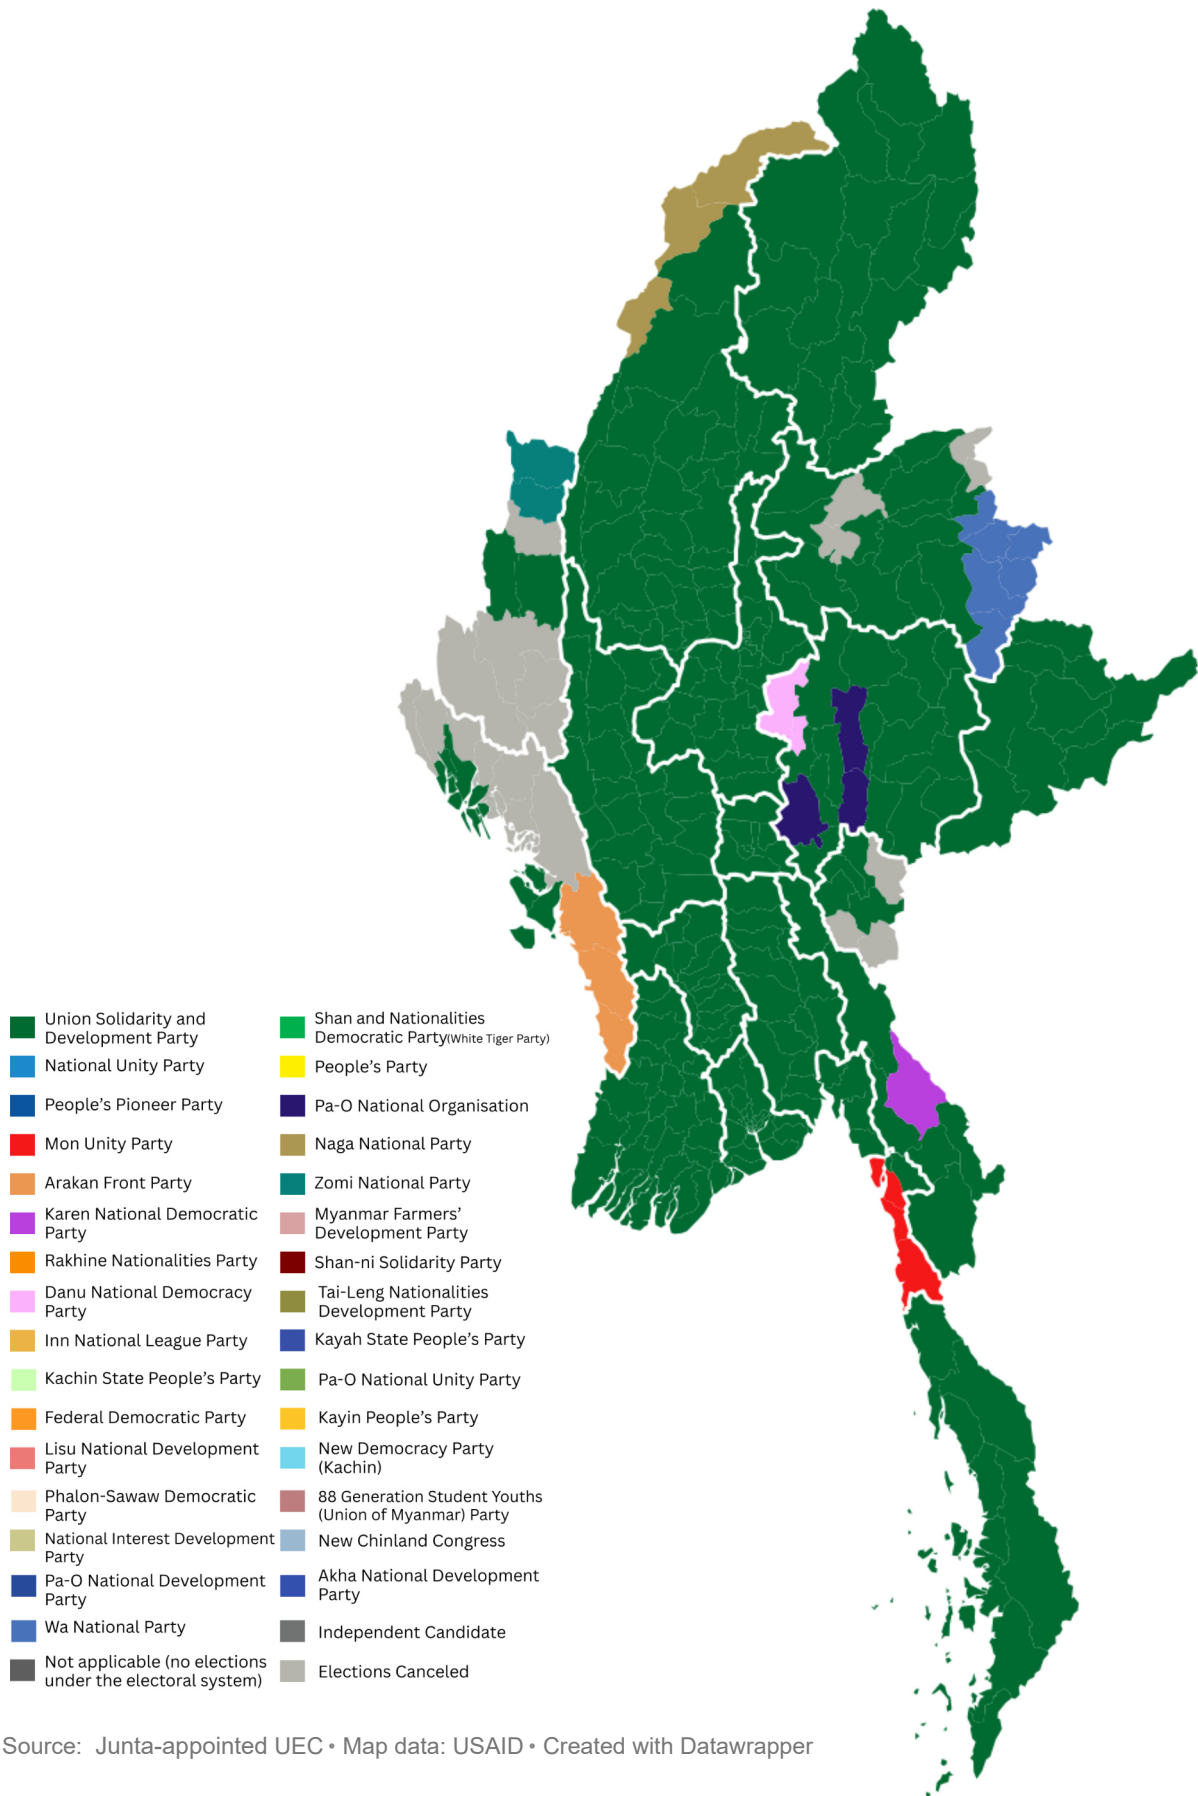 Union Solidarity and
Development Party
National Unity Party
People's Pioneer Party
Mon Unity Party
Arakan Front Party
Karen National Democratic
Party
Rakhine Nationalities Party
Danu National Democracy
Party
Inn National League Party
Kachin State People's Party
Federal Democratic Party
Lisu National Development
Party
Phalon-Sawaw Democratic
Party
National Interest Development
Party
Pa-O National Development
Party
Wa National Party
Not applicable (no elections
under the electoral system)
Shan and Nationalities
Democratic Party(White Tiger Party)
People's Party
Pa-O National Organisation
Naga National Party
Zomi National Party
Myanmar Farmers'
Development Party
Shan-ni Solidarity Party
Tai-Leng Nationalities
Development Party
Kayah State People's Party
Pa-O National Unity Party
Kayin People's Party
New Democracy Party
(Kachin)
88 Generation Student Youths
(Union of Myanmar) Party
New Chinland Congress
Akha National Development
Party
Independent Candidate
Elections Canceled
Source: Junta-appointed UEC • Map data: USAID • Created with Datawrapper